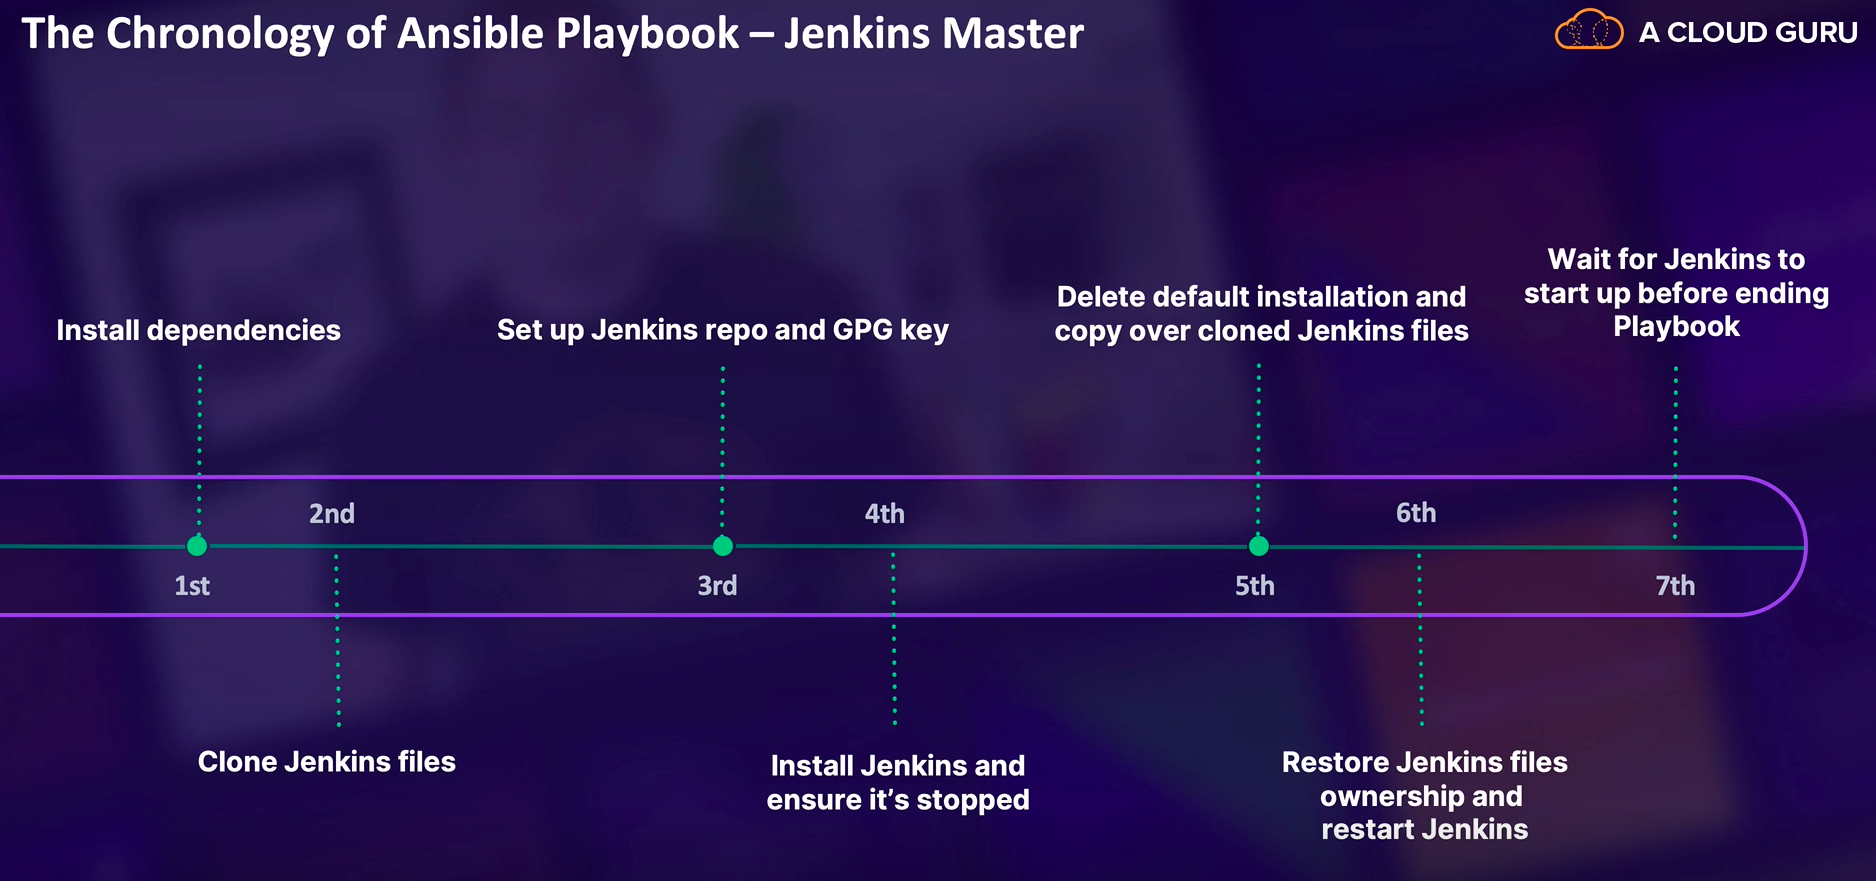 The Chronology of Ansible Playbook – Jenkins Master
A CLOUD GURU
Install dependencies
Set up Jenkins repo and GPG key
Delete default installation and
copy over cloned Jenkins files
Wait for Jenkins to
start up before ending
Playbook
2nd
4th
6th
1st
3rd
5th
7th
Clone Jenkins files
Install Jenkins and
ensure it’s stopped
Restore Jenkins files
ownership and
restart Jenkins